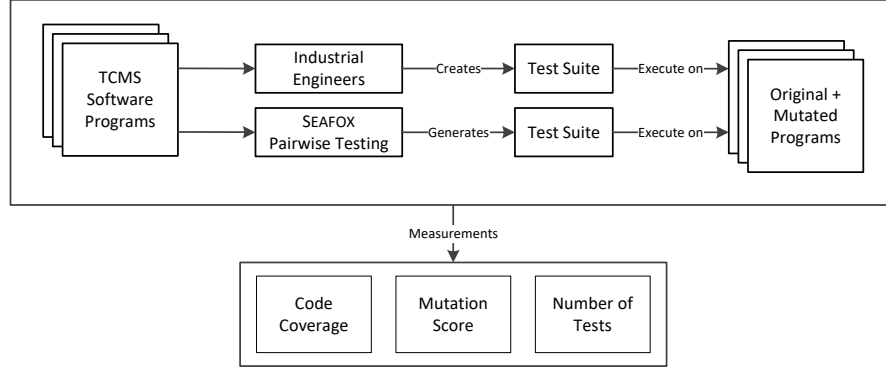 TCMS
Software
Programs
Industrial
Engineers
Creates
Test Suite
Execute on
SEAFOX
Pairwise Testing
Generates
Test Suite
Execute on
Original +
Mutated
Programs
Measurements
Code
Coverage
Mutation
Score
Number of
Tests